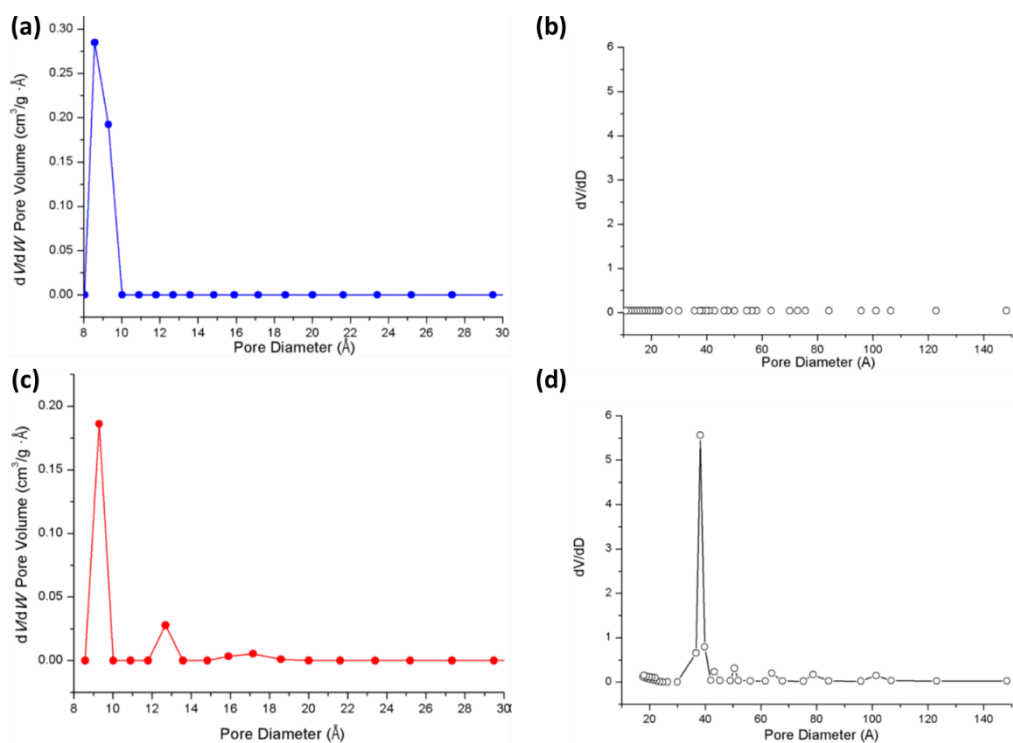 (a)
0.30
0.25
0.20
0.15
0.10
0.05
0.00
dV/dW Pore Volume (cm³/g ·Å)
8 10 12 14 16 18 20 22 24 26 28 30
Pore Diameter (Å)
(b)
6
5
4
3
2
1
0
dV/dD
20 40 60 80 100 120 140
Pore Diameter (A)
(c)
0.20
0.15
0.10
0.05
0.00
dV/dW Pore Volume (cm³/g ·Å)
8 10 12 14 16 18 20 22 24 26 28 30
Pore Diameter (Å)
(d)
6
5
4
3
2
1
0
dV/dD
20 40 60 80 100 120 140
Pore Diameter (A)